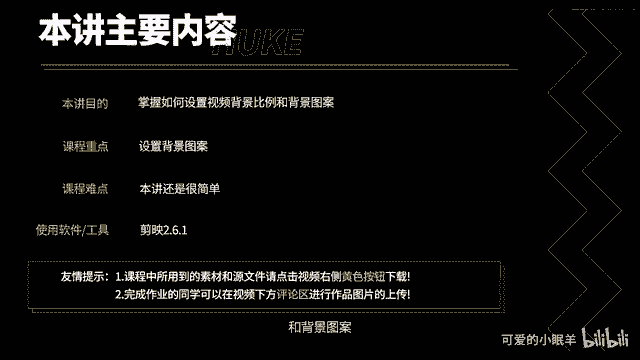 本讲主要内容
HUKE
本讲目的 掌握如何设置视频背景比例和背景图案
课程重点 设置背景图案
课程难点 本讲还是很简单
使用软件/工具 剪映2.6.1
友情提示：1.课程中所用到的素材和源文件请点击视频右侧黄色按钮下载!
2.完成作业的同学可以在视频下方评论区进行作品图片的上传!
和背景图案
可爱的小眠羊 bilibili